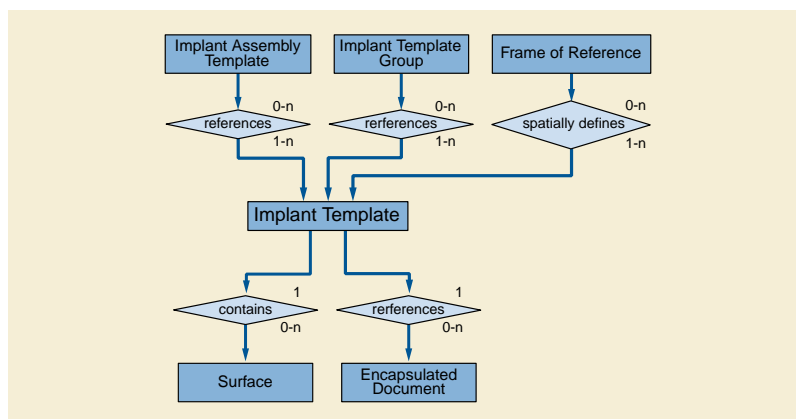 Implant Assembly
Template
Implant Template
Group
Frame of Reference
0-n
references
1-n
0-n
rerferences
1-n
0-n
spatially defines
1-n
Implant Template
1
contains
0-n
1
rerferences
0-n
Surface
Encapsulated
Document